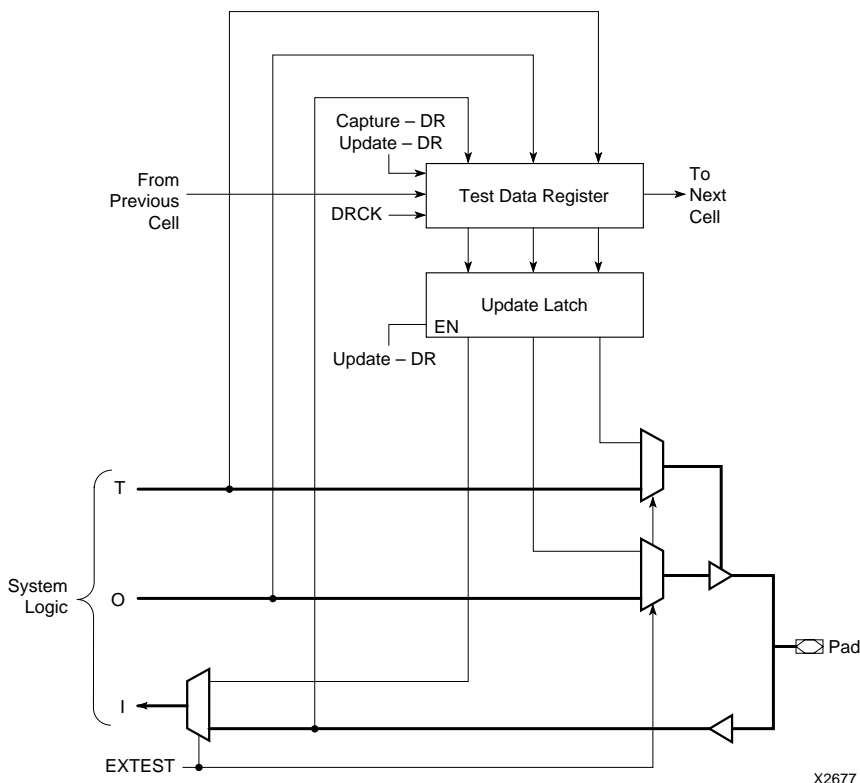 Capture – DR
Update – DR
From
Previous
Cell
DRCK
Test Data Register
To
Next
Cell
Update Latch
EN
Update – DR
T
System
Logic
O
Pad
I
EXTEST
X2677